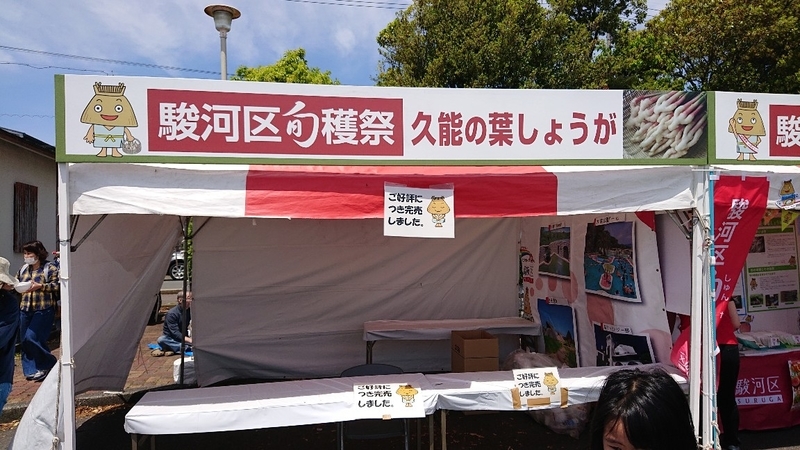 駿河区旬穫祭 久能の葉しょうが
駿
ご好評に
つき完売
しました。
ご好評に
つき完売
しました。
ご好評に
つき完売
しました。
駿河区
駿河区
SURUGA